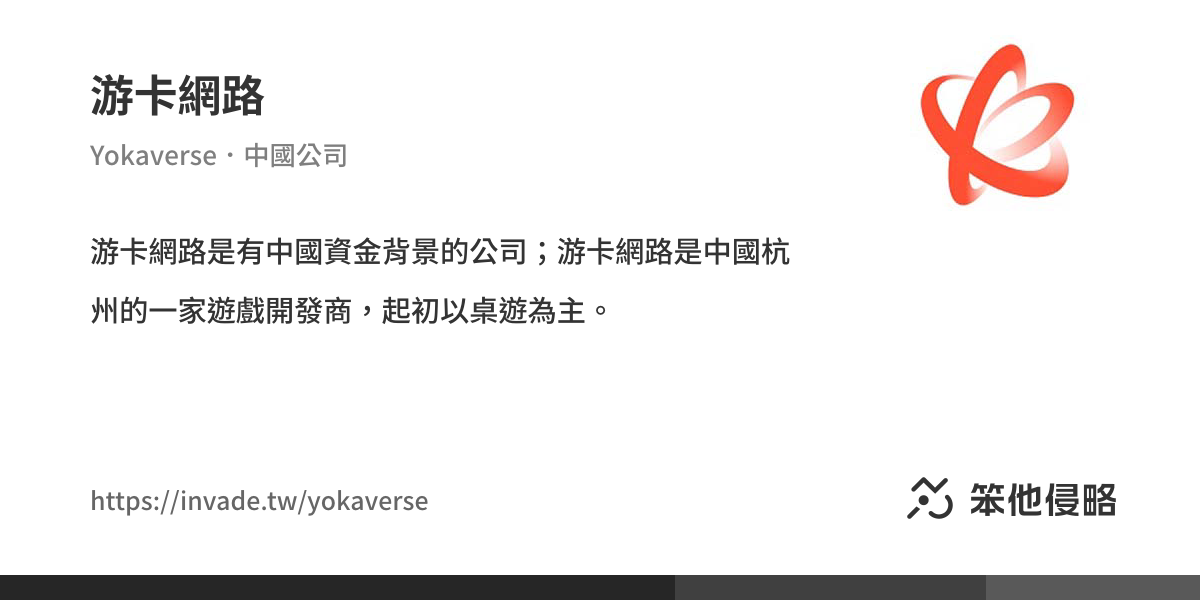 游卡網路
Yokaverse・中國公司
游卡網路是有中國資金背景的公司；游卡網路是中國杭
州的一家遊戲開發商，起初以桌遊為主。
https://invade.tw/yokaverse
笨他侵略